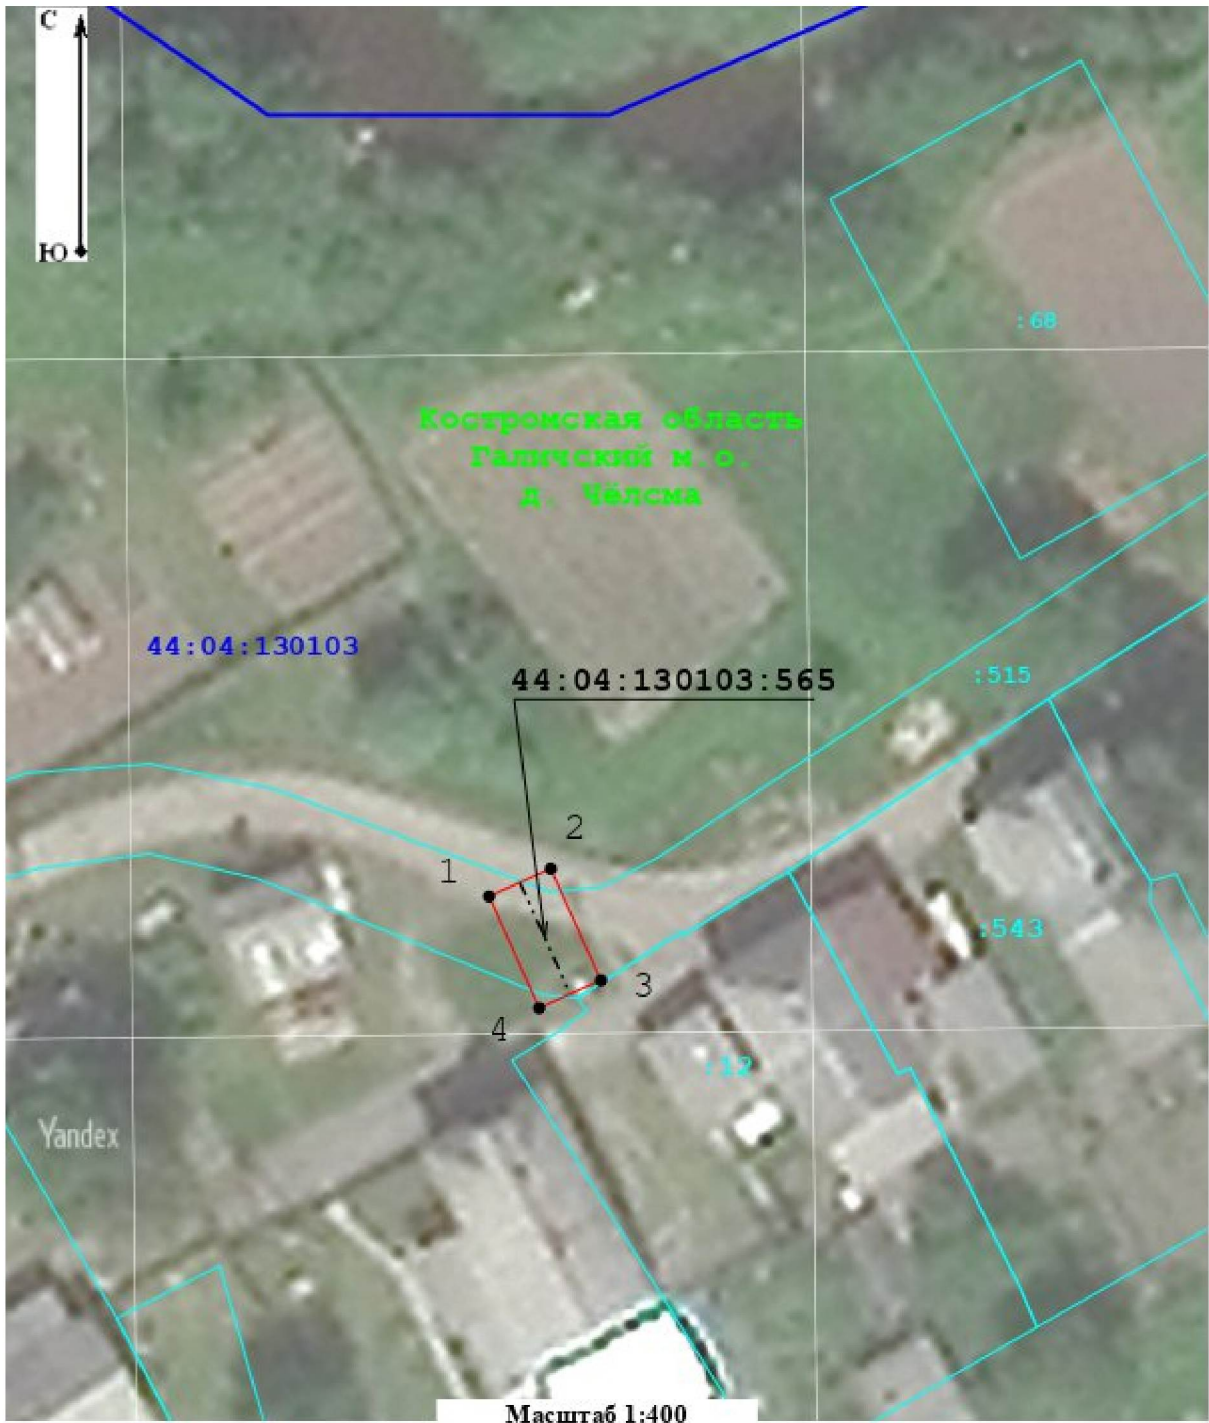 С
Ю
:68
Костромская область
Галичский м.о.
д. Чёлсма
44:04:130103
44:04:130103:565
:515
2
1
:543
3
4
:12
Yandex
Масштаб 1:400